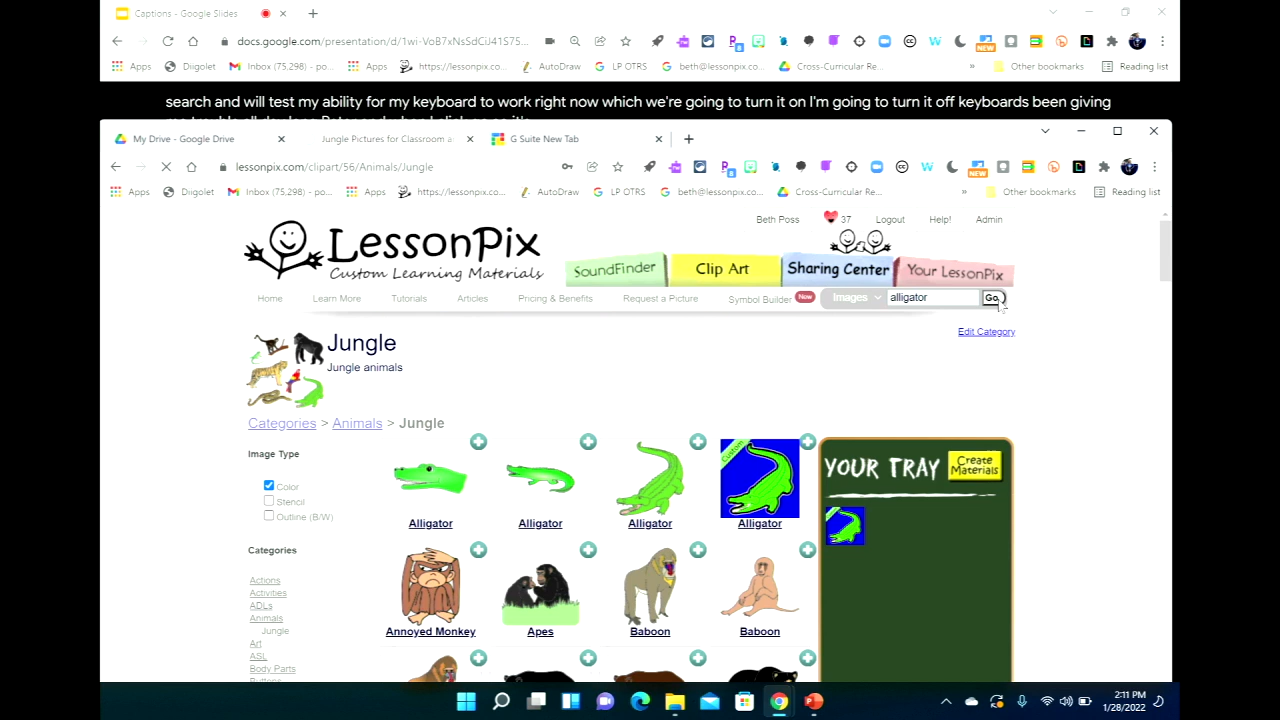 Captions - Google Slides
docs.google.com/presentation/d/1wi-VoB7xNsSdCiJ41S75...
Apps Diigolet Inbox (75,298) - po... Apps https://lessonpix.co... AutoDraw LP OTRS beth@lessonpix.co... Cross-Curricular Re... » Other bookmarks Reading list
search and will test my ability for my keyboard to work right now which we're going to turn it on I'm going to turn it off keyboards been giving
My Drive - Google Drive Jungle Pictures for Classroom a G Suite New Tab
lessonpix.com/clipart/56/Animals/Jungle
NEW
Apps Diigolet Inbox (75,298) - po... Apps https://lessonpix.co... AutoDraw LP OTRS beth@lessonpix.co... Cross-Curricular Re... » Other bookmarks Reading list
Beth Poss 37 Logout Help! Admin
LessonPix
Custom Learning Materials
SoundFinder Clip Art Sharing Center Your LessonPix
Home Learn More Tutorials Articles Pricing & Benefits Request a Picture Symbol Builder New Images alligator Go
Edit Category
Jungle
Jungle animals
Categories > Animals > Jungle
Image Type
Color
Stencil
Outline (B/W)
Custom
YOUR TRAY Create Materials
Alligator Alligator Alligator Alligator
Categories
Actions
Activities
ADLs
Animals
Jungle
Art
ASL
Body Parts
Annoyed Monkey Apes Baboon Baboon
2:11 PM
1/28/2022